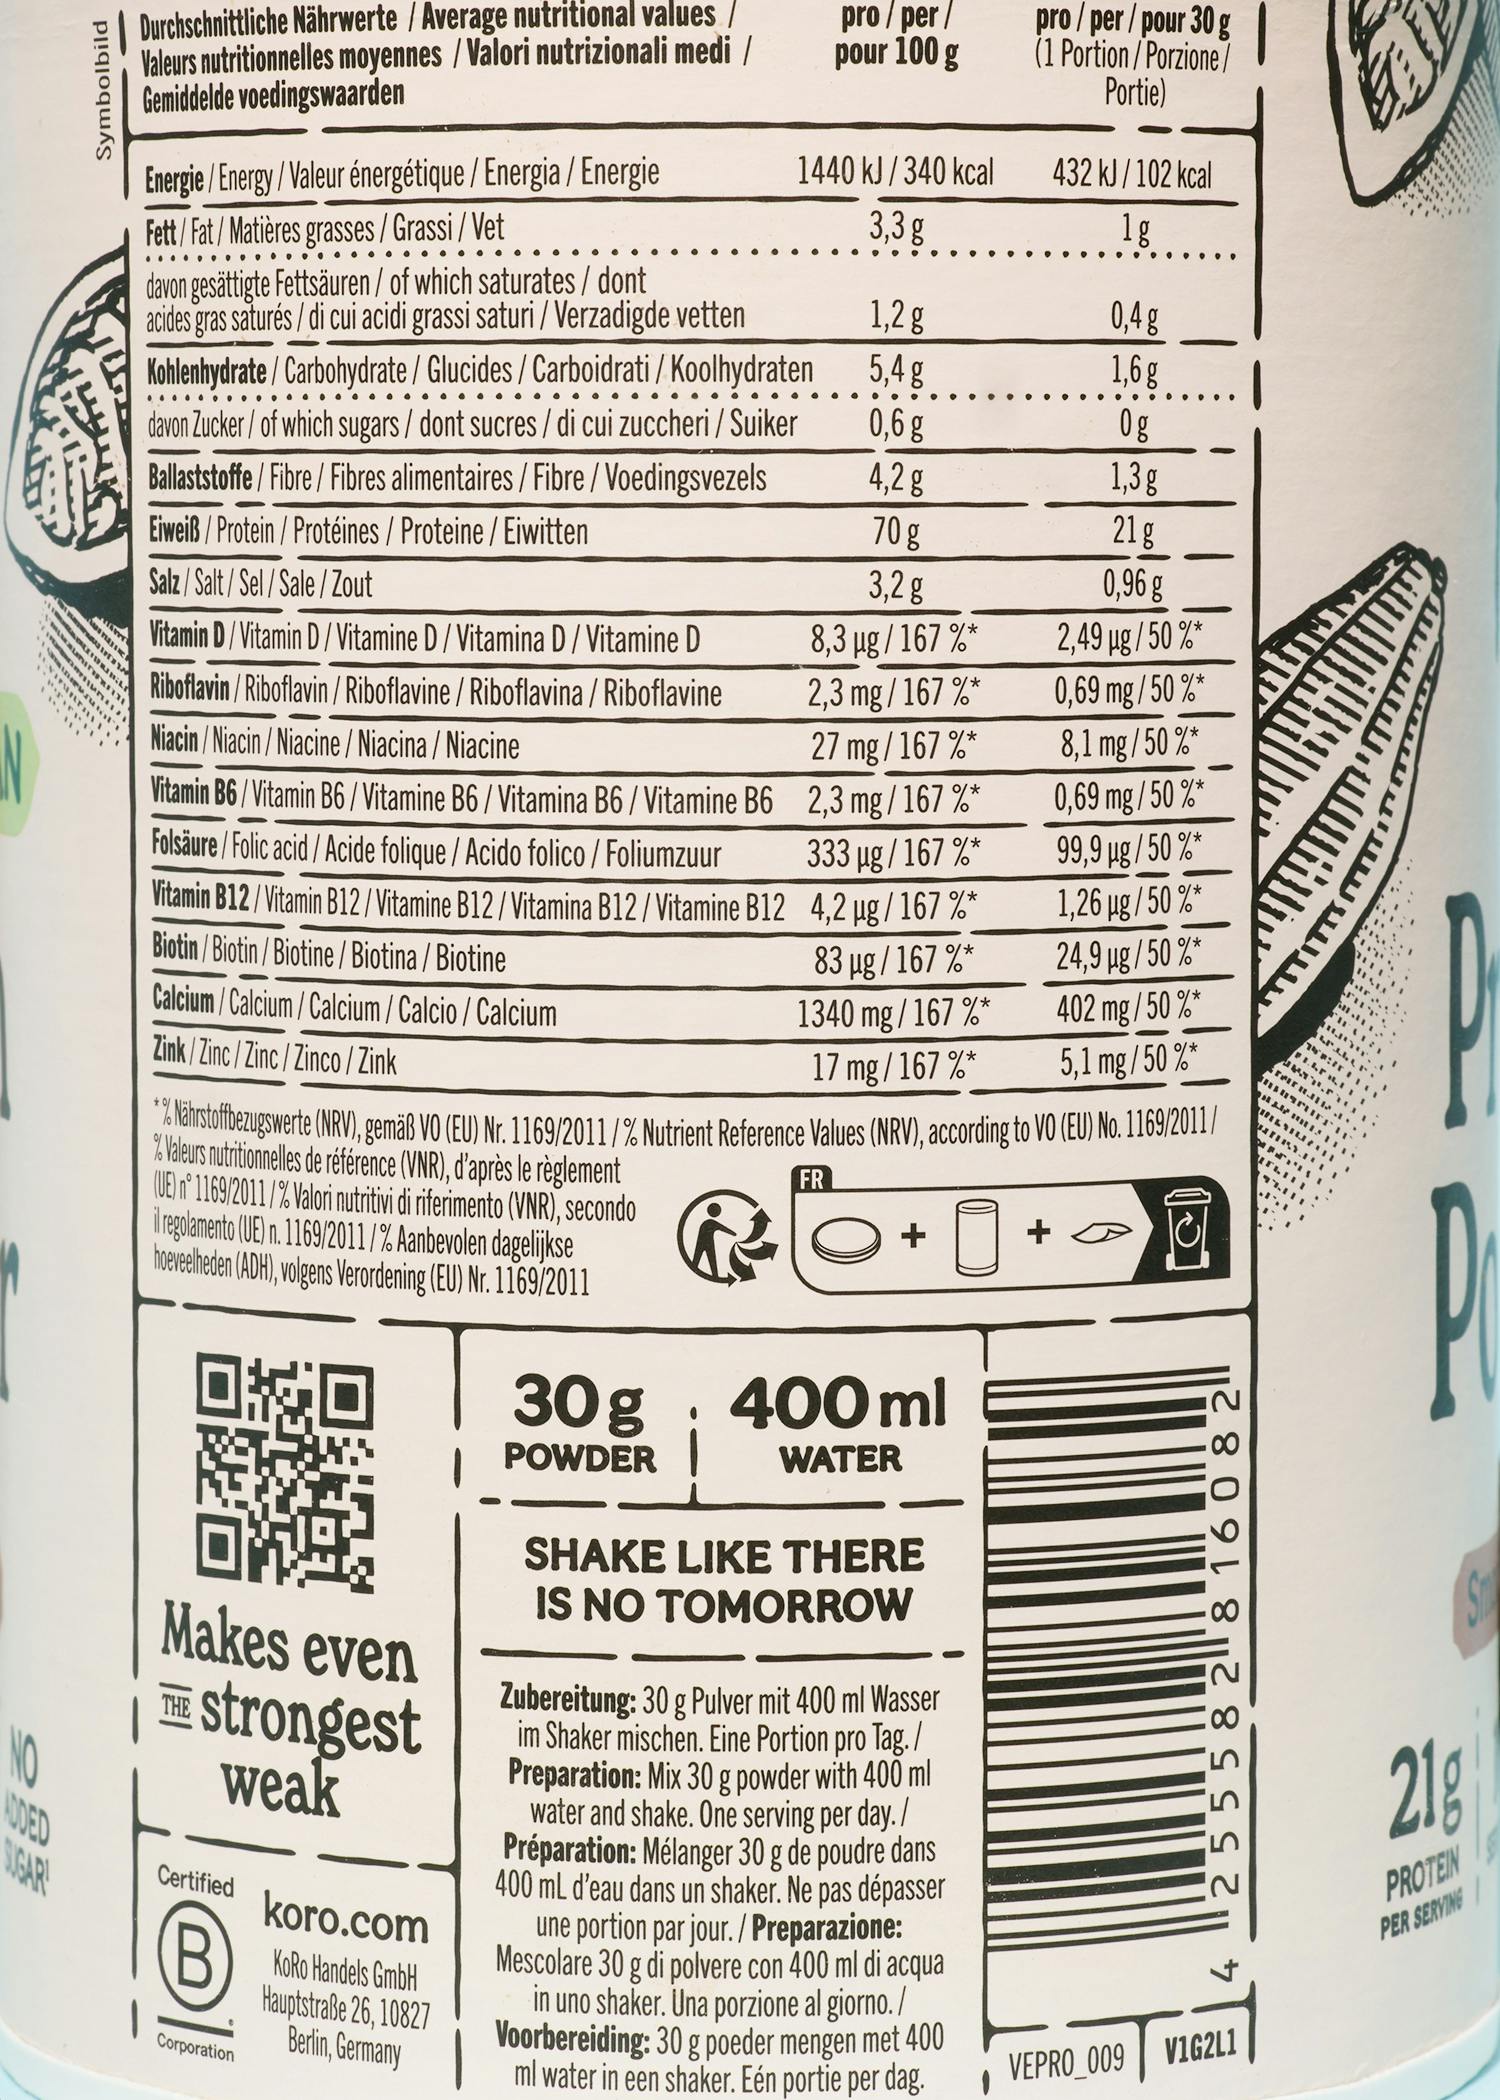 Symbolbild
Durchschnittliche Nährwerte / Average nutritional values /
Valeurs nutritionnelles moyennes / Valori nutrizionali medi /
Gemiddelde voedingswaarden
pro / per /
pour 100 g
pro / per / pour 30 g
(1 Portion / Porzione /
Portie)
Energie / Energy / Valeur énergétique / Energia / Energie 1440 kJ / 340 kcal 432 kJ / 102 kcal
Fett / Fat / Matières grasses / Grassi / Vet 3,3 g 1 g
davon gesättigte Fettsäuren / of which saturates / dont
acides gras saturés / di cui acidi grassi saturi / Verzadigde vetten 1,2 g 0,4 g
Kohlenhydrate / Carbohydrate / Glucides / Carboidrati / Koolhydraten 5,4 g 1,6 g
davon Zucker / of which sugars / dont sucres / di cui zuccheri / Suiker 0,6 g 0 g
Ballaststoffe / Fibre / Fibres alimentaires / Fibre / Voedingsvezels 4,2 g 1,3 g
Eiweiß / Protein / Protéines / Proteine / Eiwitten 70 g 21 g
Salz / Salt / Sel / Sale / Zout 3,2 g 0,96 g
Vitamin D / Vitamin D / Vitamine D / Vitamina D / Vitamine D 8,3 µg / 167 %* 2,49 µg / 50 %*
Riboflavin / Riboflavin / Riboflavine / Riboflavina / Riboflavine 2,3 mg / 167 %* 0,69 mg / 50 %*
Niacin / Niacin / Niacine / Niacina / Niacine 27 mg / 167 %* 8,1 mg / 50 %*
Vitamin B6 / Vitamin B6 / Vitamine B6 / Vitamina B6 / Vitamine B6 2,3 mg / 167 %* 0,69 mg / 50 %*
Folsäure / Folic acid / Acide folique / Acido folico / Foliumzuur 333 µg / 167 %* 99,9 µg / 50 %*
Vitamin B12 / Vitamin B12 / Vitamine B12 / Vitamina B12 / Vitamine B12 4,2 µg / 167 %* 1,26 µg / 50 %*
Biotin / Biotin / Biotine / Biotina / Biotine 83 µg / 167 %* 24,9 µg / 50 %*
Calcium / Calcium / Calcium / Calcio / Calcium 1340 mg / 167 %* 402 mg / 50 %*
Zink / Zinc / Zinc / Zinco / Zink 17 mg / 167 %* 5,1 mg / 50 %*
*% Nährstoffbezugswerte (NRV), gemäß VO (EU) Nr. 1169/2011 / % Nutrient Reference Values (NRV), according to VO (EU) No. 1169/2011 /
% Valeurs nutritionnelles de référence (VNR), d'après le règlement
(UE) n° 1169/2011 / % Valori nutritivi di riferimento (VNR), secondo
il regolamento (UE) n. 1169/2011 / % Aanbevolen dagelijkse
hoeveelheden (ADH), volgens Verordening (EU) Nr. 1169/2011
FR
+ +
Makes even
THE strongest
weak
Certified
B
Corporation
koro.com
KoRo Handels GmbH
Hauptstraße 26, 10827
Berlin, Germany
30 g
POWDER
400 ml
WATER
SHAKE LIKE THERE
IS NO TOMORROW
Zubereitung: 30 g Pulver mit 400 ml Wasser
im Shaker mischen. Eine Portion pro Tag. /
Preparation: Mix 30 g powder with 400 ml
water and shake. One serving per day. /
Préparation: Mélanger 30 g de poudre dans
400 mL d'eau dans un shaker. Ne pas dépasser
une portion par jour. / Preparazione:
Mescolare 30 g di polvere con 400 ml di acqua
in uno shaker. Una porzione al giorno. /
Voorbereiding: 30 g poeder mengen met 400
ml water in een shaker. Eén portie per dag.
4 255582 816082
VEPRO_009
V1G2L1
NO
ADDED
SUGAR¹
21g
PROTEIN
PER SERVING